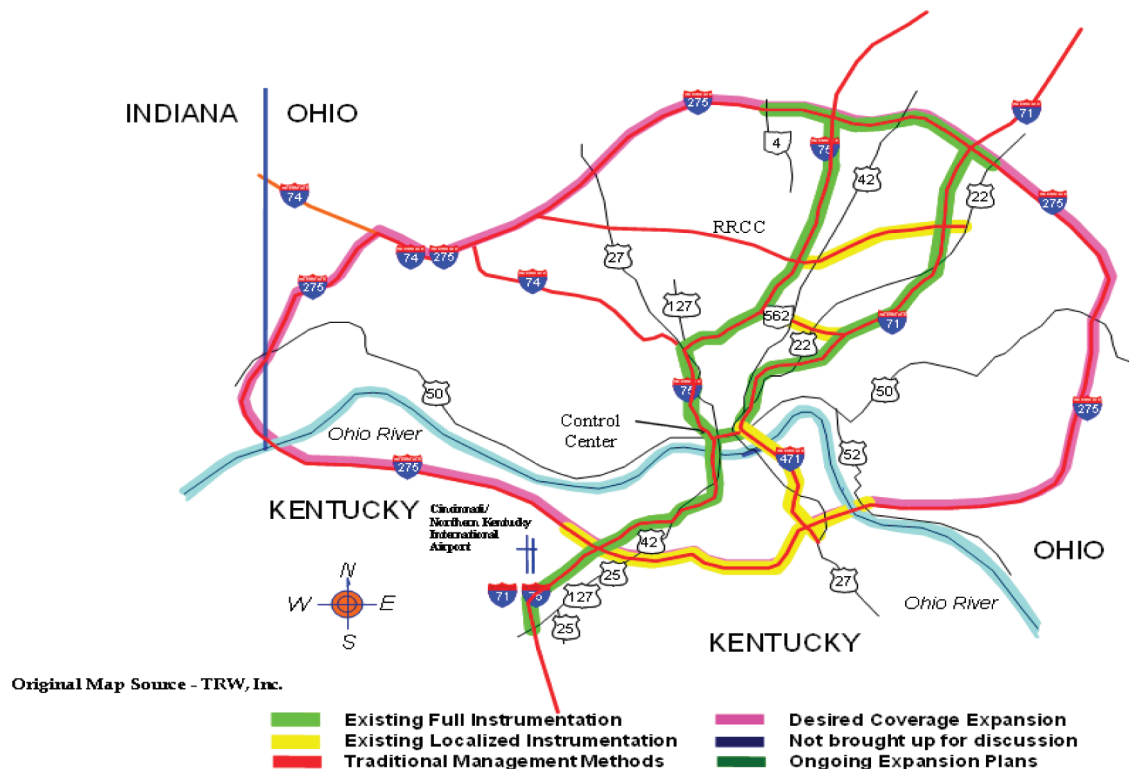 275
71
INDIANA
OHIO
4
75
42
74
22
275
RRCC
27
74
275
74
275
127
562
71
22
75
50
50
275
Control
Center
Ohio River
52
471
275
KENTUCKY
Cincinnati/
Northern Kentucky
International
Airport
42
OHIO
25
27
N
71
75
127
Ohio River
W
E
25
S
KENTUCKY
Original Map Source - TRW, Inc.
Existing Full Instrumentation
Existing Localized Instrumentation
Traditional Management Methods
Desired Coverage Expansion
Not brought up for discussion
Ongoing Expansion Plans